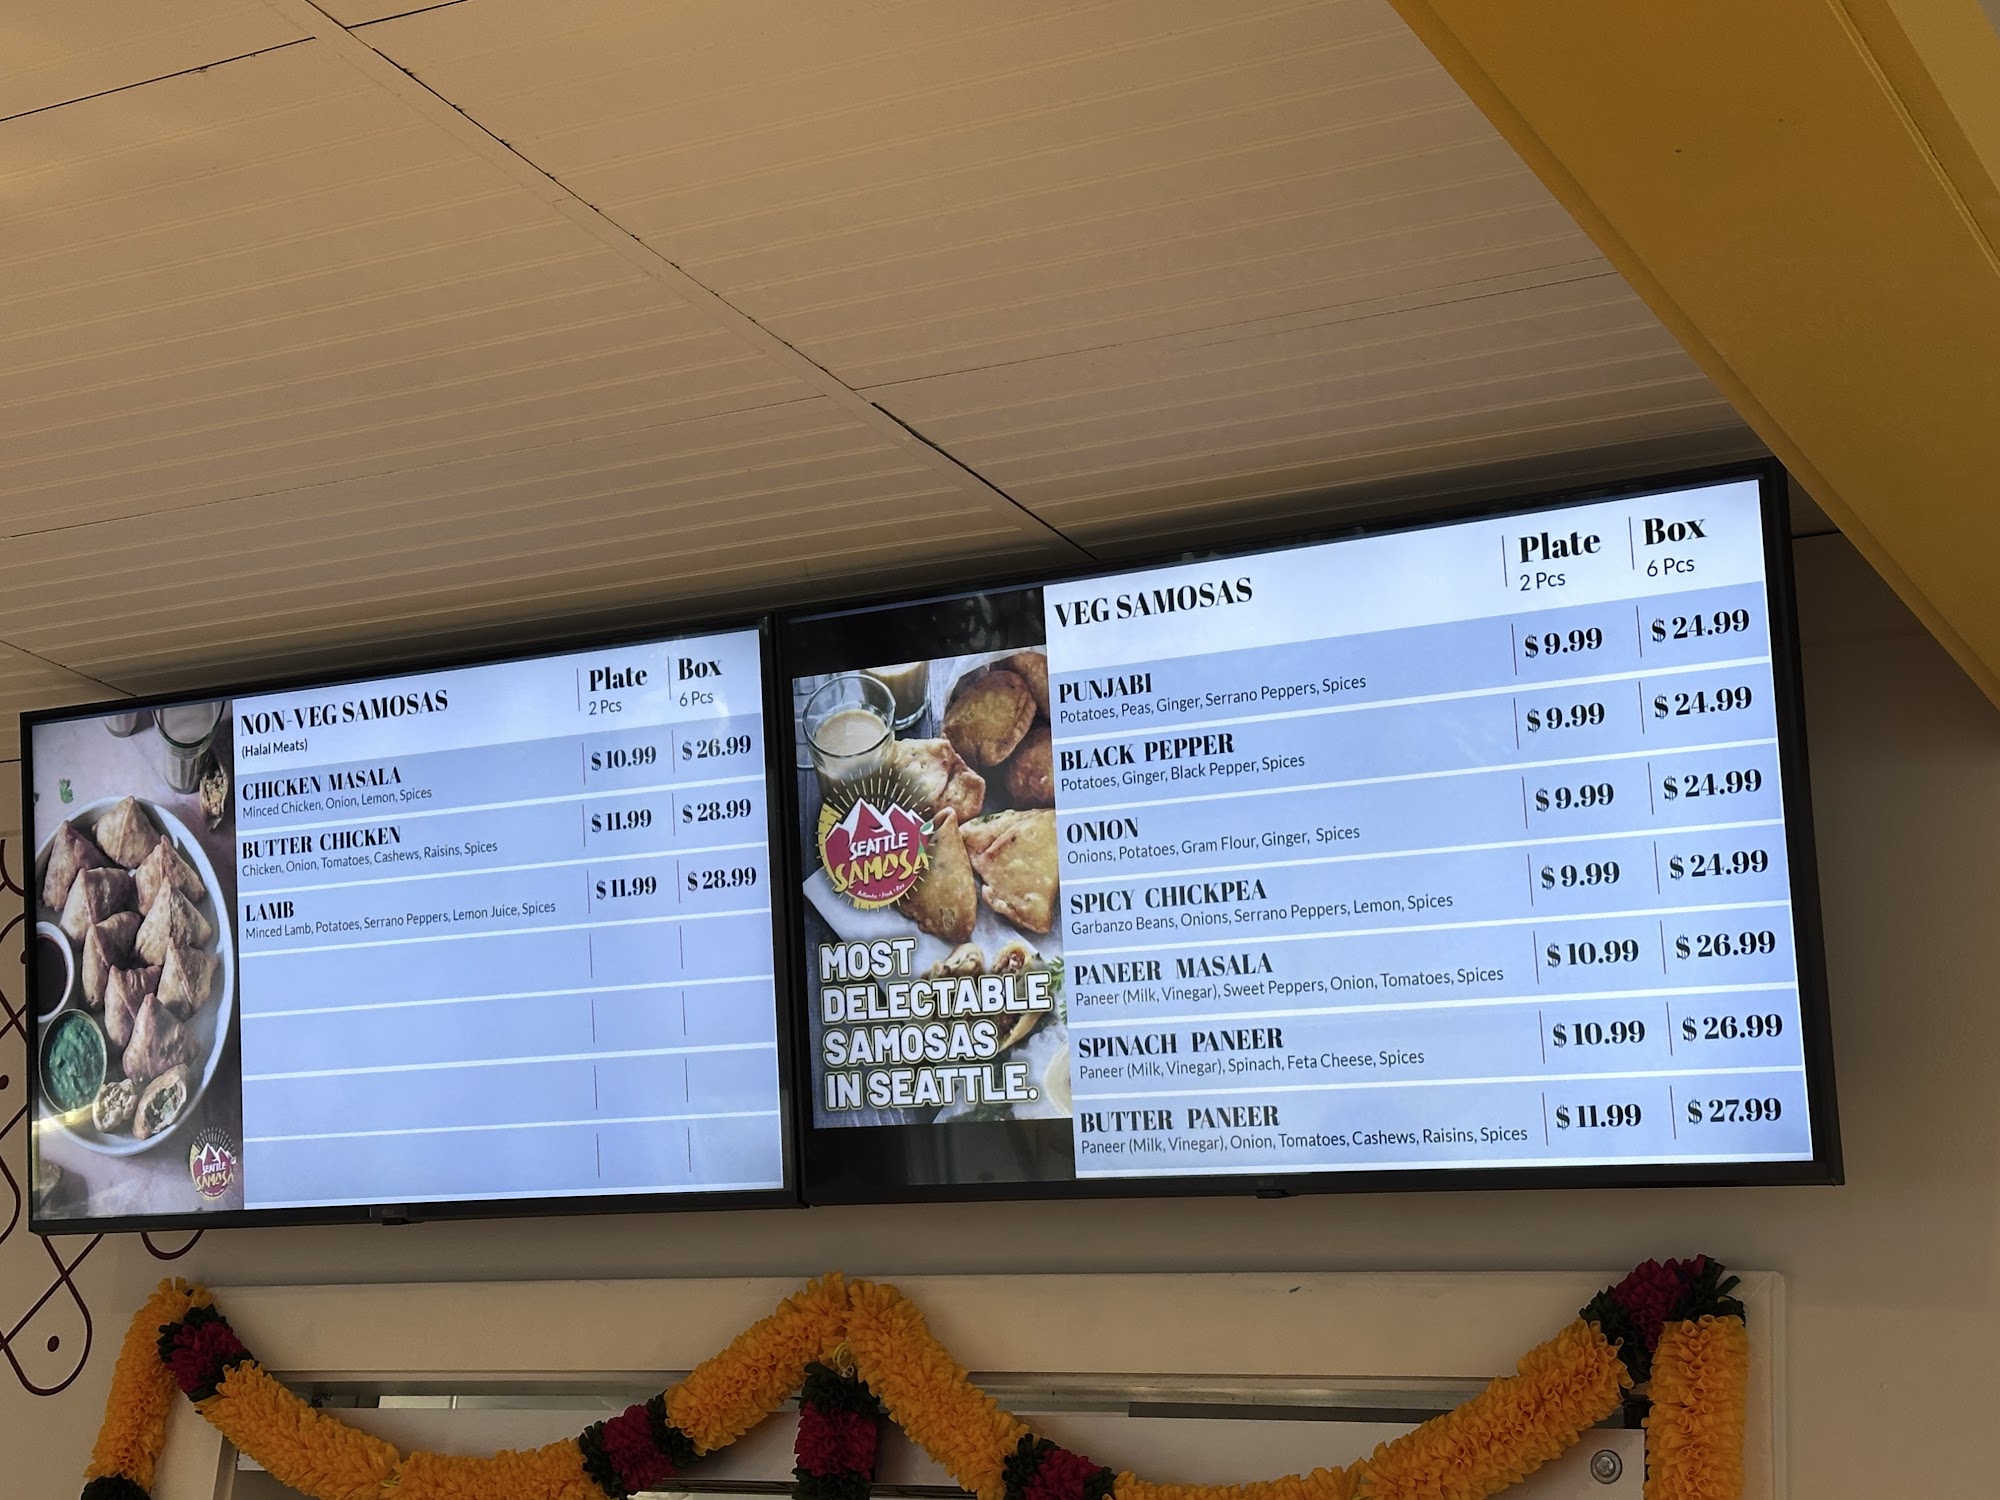 NON-VEG SAMOSAS
(Halal Meats)
Plate
2 Pcs
Box
6 Pcs
CHICKEN MASALA
Minced Chicken, Onion, Lemon, Spices
$ 10.99
$ 26.99
BUTTER CHICKEN
Chicken, Onion, Tomatoes, Cashews, Raisins, Spices
$ 11.99
$ 28.99
LAMB
Minced Lamb, Potatoes, Serrano Peppers, Lemon Juice, Spices
$ 11.99
$ 28.99
SEATTLE
SAMOSA
SEATTLE
SAMOSA
MOST
DELECTABLE
SAMOSAS
IN SEATTLE.
VEG SAMOSAS
Plate
2 Pcs
Box
6 Pcs
PUNJABI
Potatoes, Peas, Ginger, Serrano Peppers, Spices
$ 9.99
$ 24.99
BLACK PEPPER
Potatoes, Ginger, Black Pepper, Spices
$ 9.99
$ 24.99
ONION
Onions, Potatoes, Gram Flour, Ginger, Spices
$ 9.99
$ 24.99
SPICY CHICKPEA
Garbanzo Beans, Onions, Serrano Peppers, Lemon, Spices
$ 9.99
$ 24.99
PANEER MASALA
Paneer (Milk, Vinegar), Sweet Peppers, Onion, Tomatoes, Spices
$ 10.99
$ 26.99
SPINACH PANEER
Paneer (Milk, Vinegar), Spinach, Feta Cheese, Spices
$ 10.99
$ 26.99
BUTTER PANEER
Paneer (Milk, Vinegar), Onion, Tomatoes, Cashews, Raisins, Spices
$ 11.99
$ 27.99